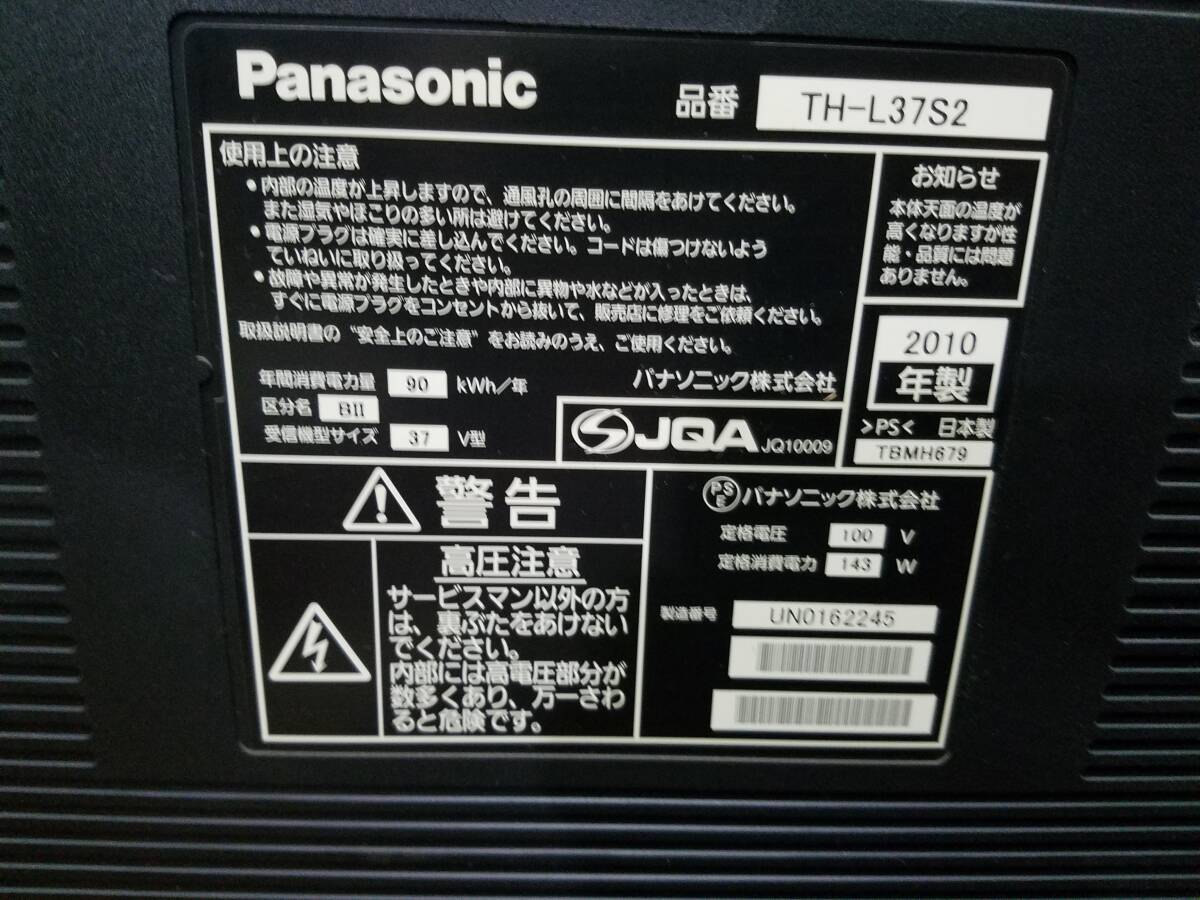 Panasonic
品番 TH-L37S2
使用上の注意
•内部の温度が上昇しますので、通風孔の周囲に間隔をあけてください。
また湿気やほこりの多い所は避けてください。
•電源プラグは確実に差し込んでください。コードは傷つけないよう
ていねいに取り扱ってください。
•故障や異常が発生したときや内部に異物や水などが入ったときは、
すぐに電源プラグをコンセントから抜いて、販売店に修理をご依頼ください。
取扱説明書の “安全上のご注意” をお読みのうえ、ご使用ください。
年間消費電力量 90 kWh/年
区分名 BII
受信機型サイズ 37 V型
パナソニック株式会社
JQA JQ10009
お知らせ
本体天面の温度が
高くなりますが性
能・品質には問題
ありません。
2010
年製
>PS< 日本製
TBMH679
警告
高圧注意
サービスマン以外の方
は、裏ぶたをあけない
でください。
内部には高電圧部分が
数多くあり、万一さわ
ると危険です。
PSE パナソニック株式会社
定格電圧 100 V
定格消費電力 143 W
製造番号 UN0162245